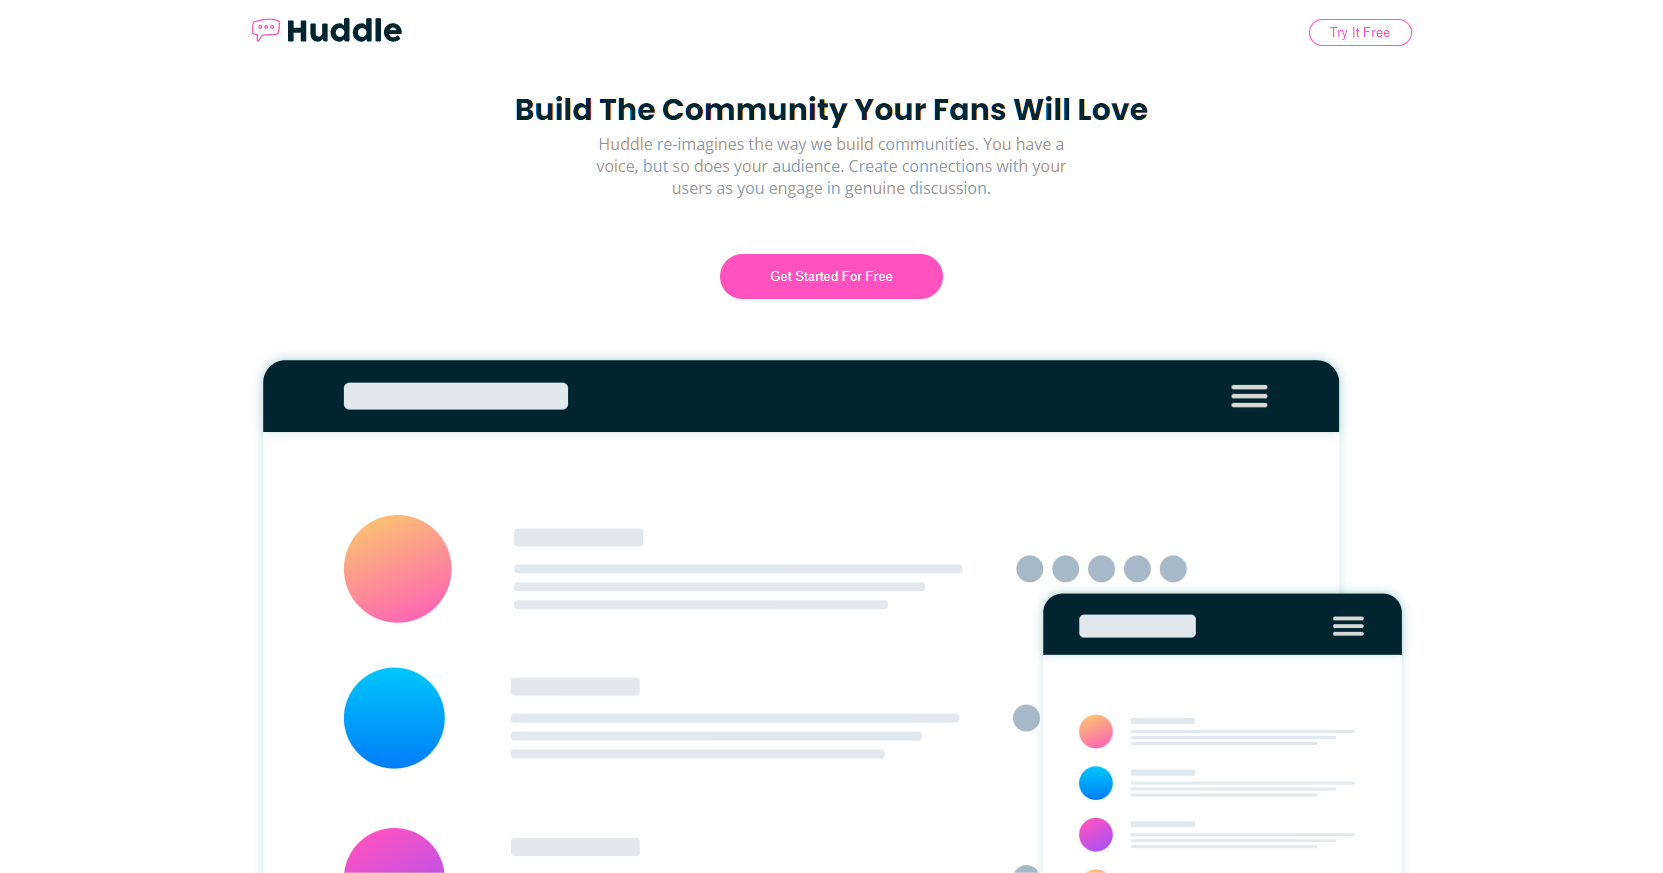 Huddle
Try It Free
Build The Community Your Fans Will Love
Huddle re-imagines the way we build communities. You have a
voice, but so does your audience. Create connections with your
users as you engage in genuine discussion.
Get Started For Free